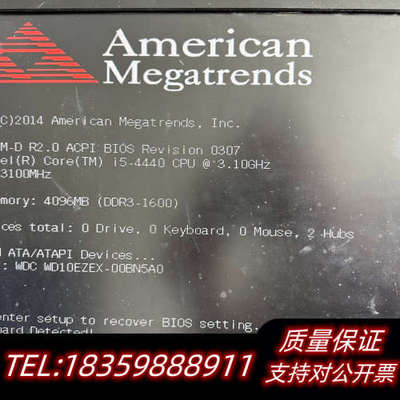 American
Megatrends
(C)2014 American Megatrends, Inc.
M-D R2.0 ACPI BIOS Revision 0307
el(R) Core(TM) i5-4440 CPU @ 3.10GHz
3100MHz
mory: 4096MB (DDR3-1600)
ces total: 0 Drive, 0 Keyboard, 0 Mouse, 2 Hubs
ATA/ATAPI Devices...
: WDC WD10EZEX-00BN5A0
enter setup to recover BIOS setting.
oard Detected!
TEL:18359888911
质量保证
支持对公开票